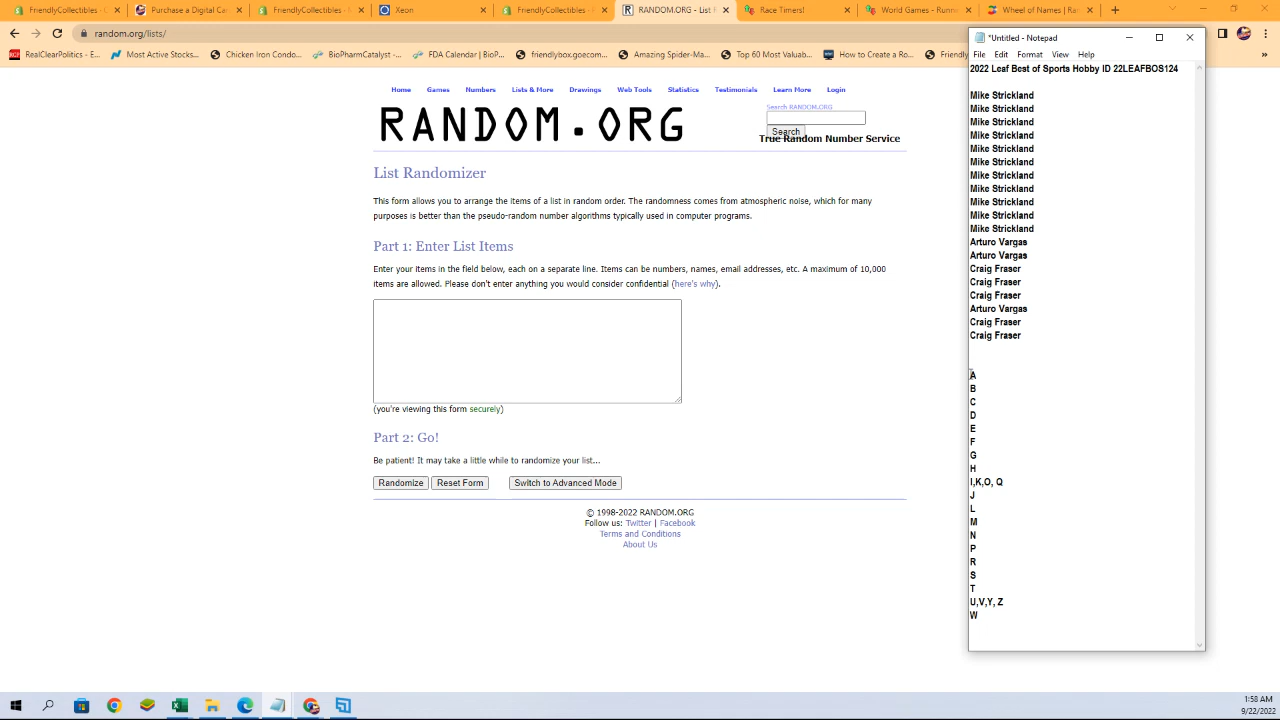 FriendlyCollectibles -
Purchase a Digital Car
FriendlyCollectibles -
Xeon
FriendlyCollectibles -
RANDOM.ORG - List R
Race Timers!
World Games - Runne
Wheel of Names | Ran
random.org/lists/
RealClearPolitics - E...
Most Active Stocks...
Chicken Iron Condo...
BioPharmCatalyst -...
FDA Calendar | BioP...
friendlybox.goecom...
Amazing Spider-Ma...
Top 60 Most Valuab...
How to Create a Ro...
Friendly
Home Games Numbers Lists & More Drawings Web Tools Statistics Testimonials Learn More Login
RANDOM.ORG
Search RANDOM.ORG
Search
True Random Number Service
List Randomizer
This form allows you to arrange the items of a list in random order. The randomness comes from atmospheric noise, which for many
purposes is better than the pseudo-random number algorithms typically used in computer programs.
Part 1: Enter List Items
Enter your items in the field below, each on a separate line. Items can be numbers, names, email addresses, etc. A maximum of 10,000
items are allowed. Please don't enter anything you would consider confidential (here's why).
(you're viewing this form securely)
Part 2: Go!
Be patient! It may take a little while to randomize your list...
Randomize Reset Form Switch to Advanced Mode
© 1998-2022 RANDOM.ORG
Follow us: Twitter | Facebook
Terms and Conditions
About Us
*Untitled - Notepad
File Edit Format View Help
2022 Leaf Best of Sports Hobby ID 22LEAFBOS124
Mike Strickland
Mike Strickland
Mike Strickland
Mike Strickland
Mike Strickland
Mike Strickland
Mike Strickland
Mike Strickland
Mike Strickland
Mike Strickland
Mike Strickland
Arturo Vargas
Arturo Vargas
Craig Fraser
Craig Fraser
Craig Fraser
Arturo Vargas
Craig Fraser
Craig Fraser
A
B
C
D
E
F
G
H
I,K,O, Q
J
L
M
N
P
R
S
T
U,V,Y, Z
W
1:58 AM
9/22/2022